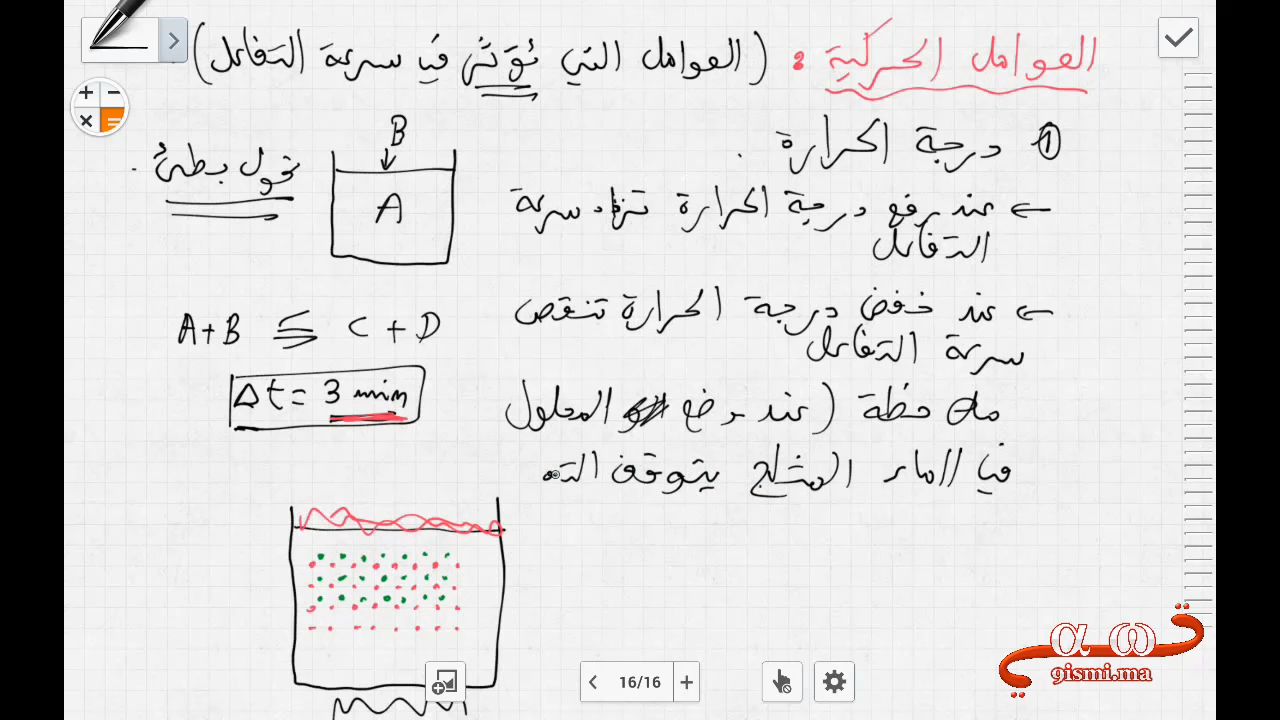 العوامل الحركية : (العوامل التي تؤثر في سرعة التفاعل)
① درجة الحرارة
← عند رفع درجة الحرارة تزداد سرعة
التفاعل
← عند خفض درجة الحرارة تنقص
سرعة التفاعل
ملاحظة (عند وضع المحلول
في الماء المثلج يتوقف التف
B
A
تحول بطيء
A+B ⇆ C + D
Δt = 3 min
16/16
α ω
gismi.ma